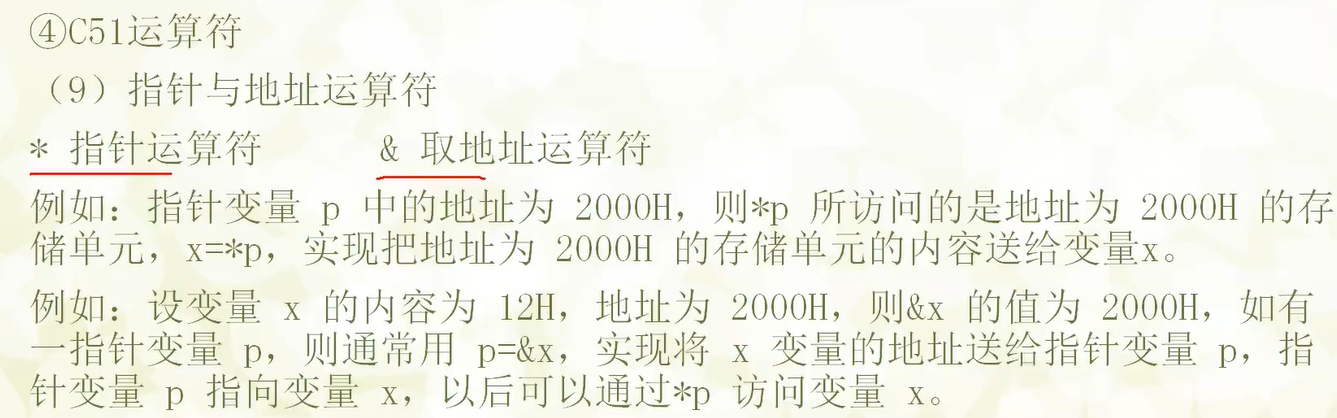 ④C51运算符
（9）指针与地址运算符
* 指针运算符 & 取地址运算符
例如：指针变量 p 中的地址为 2000H，则*p 所访问的是地址为 2000H 的存
储单元，x=*p，实现把地址为 2000H 的存储单元的内容送给变量x。
例如：设变量 x 的内容为 12H，地址为 2000H，则&x 的值为 2000H，如有
一指针变量 p，则通常用 p=&x，实现将 x 变量的地址送给指针变量 p，指
针变量 p 指向变量 x，以后可以通过*p 访问变量 x。